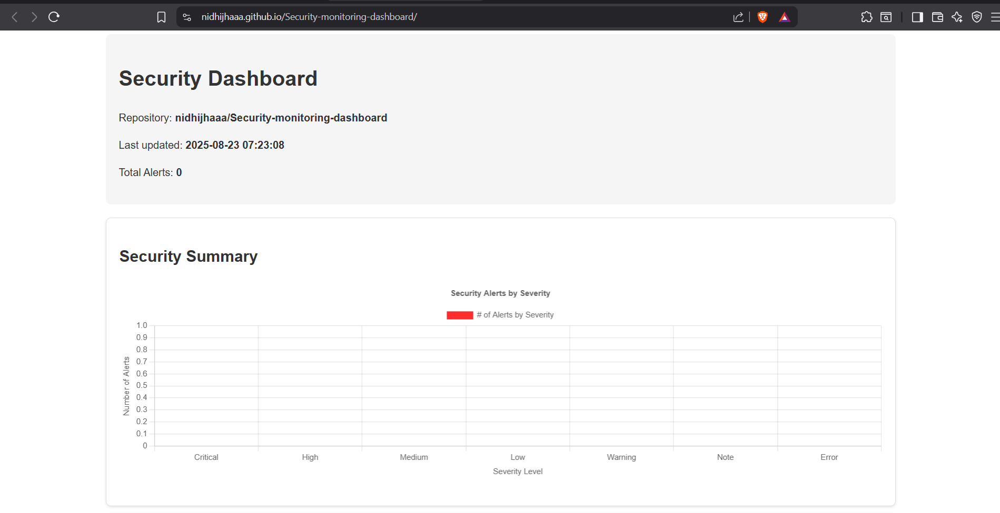 nidhijhaaa.github.io/Security-monitoring-dashboard/
Security Dashboard
Repository: nidhijhaaa/Security-monitoring-dashboard
Last updated: 2025-08-23 07:23:08
Total Alerts: 0
Security Summary
Security Alerts by Severity
# of Alerts by Severity
Number of Alerts
1.0
0.9
0.8
0.7
0.6
0.5
0.4
0.3
0.2
0.1
0
Critical High Medium Low Warning Note Error
Severity Level